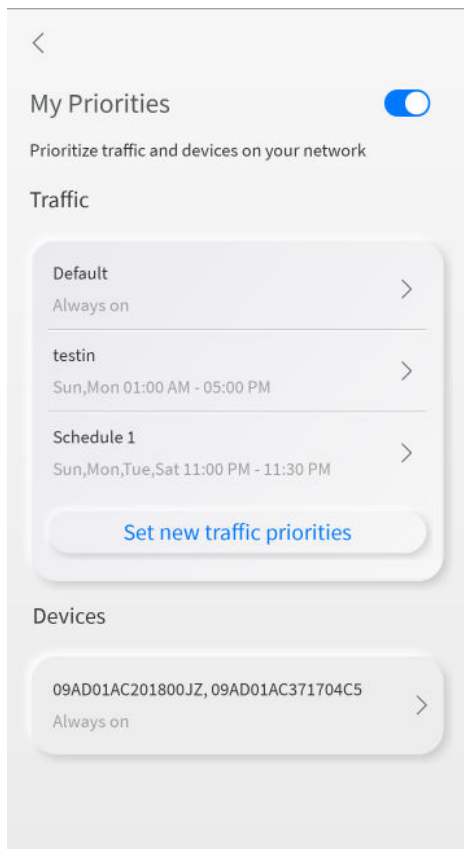 My Priorities
Prioritize traffic and devices on your network
Traffic
Default
Always on
testin
Sun,Mon 01:00 AM - 05:00 PM
Schedule 1
Sun,Mon,Tue,Sat 11:00 PM - 11:30 PM
Set new traffic priorities
Devices
09AD01AC201800JZ, 09AD01AC371704C5
Always on